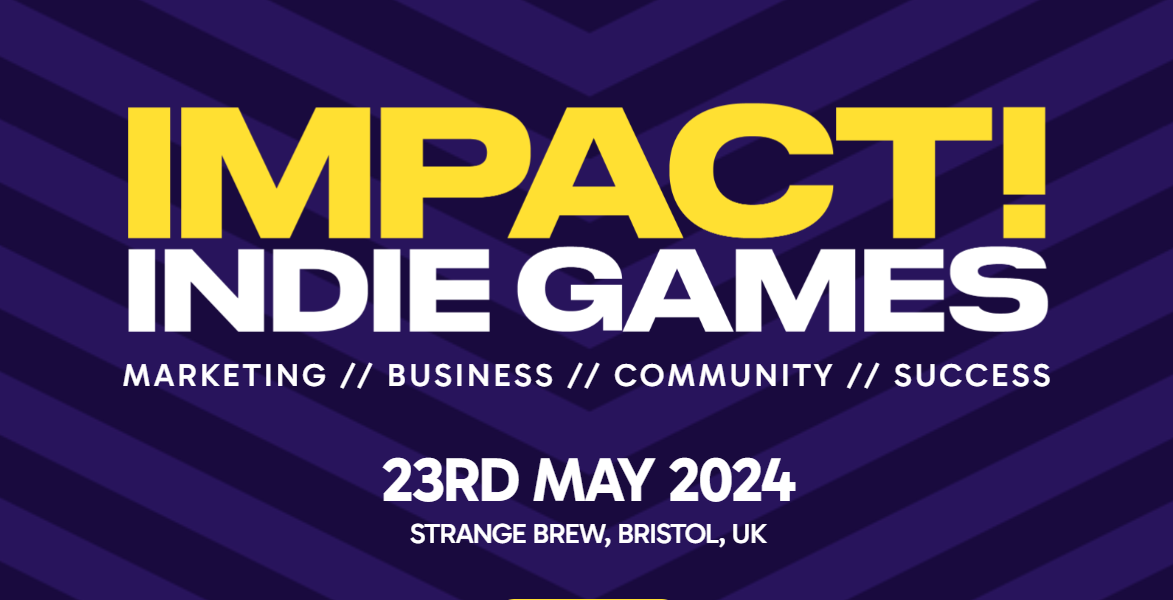 IMPACT!
INDIE GAMES
MARKETING // BUSINESS // COMMUNITY // SUCCESS
23RD MAY 2024
STRANGE BREW, BRISTOL, UK